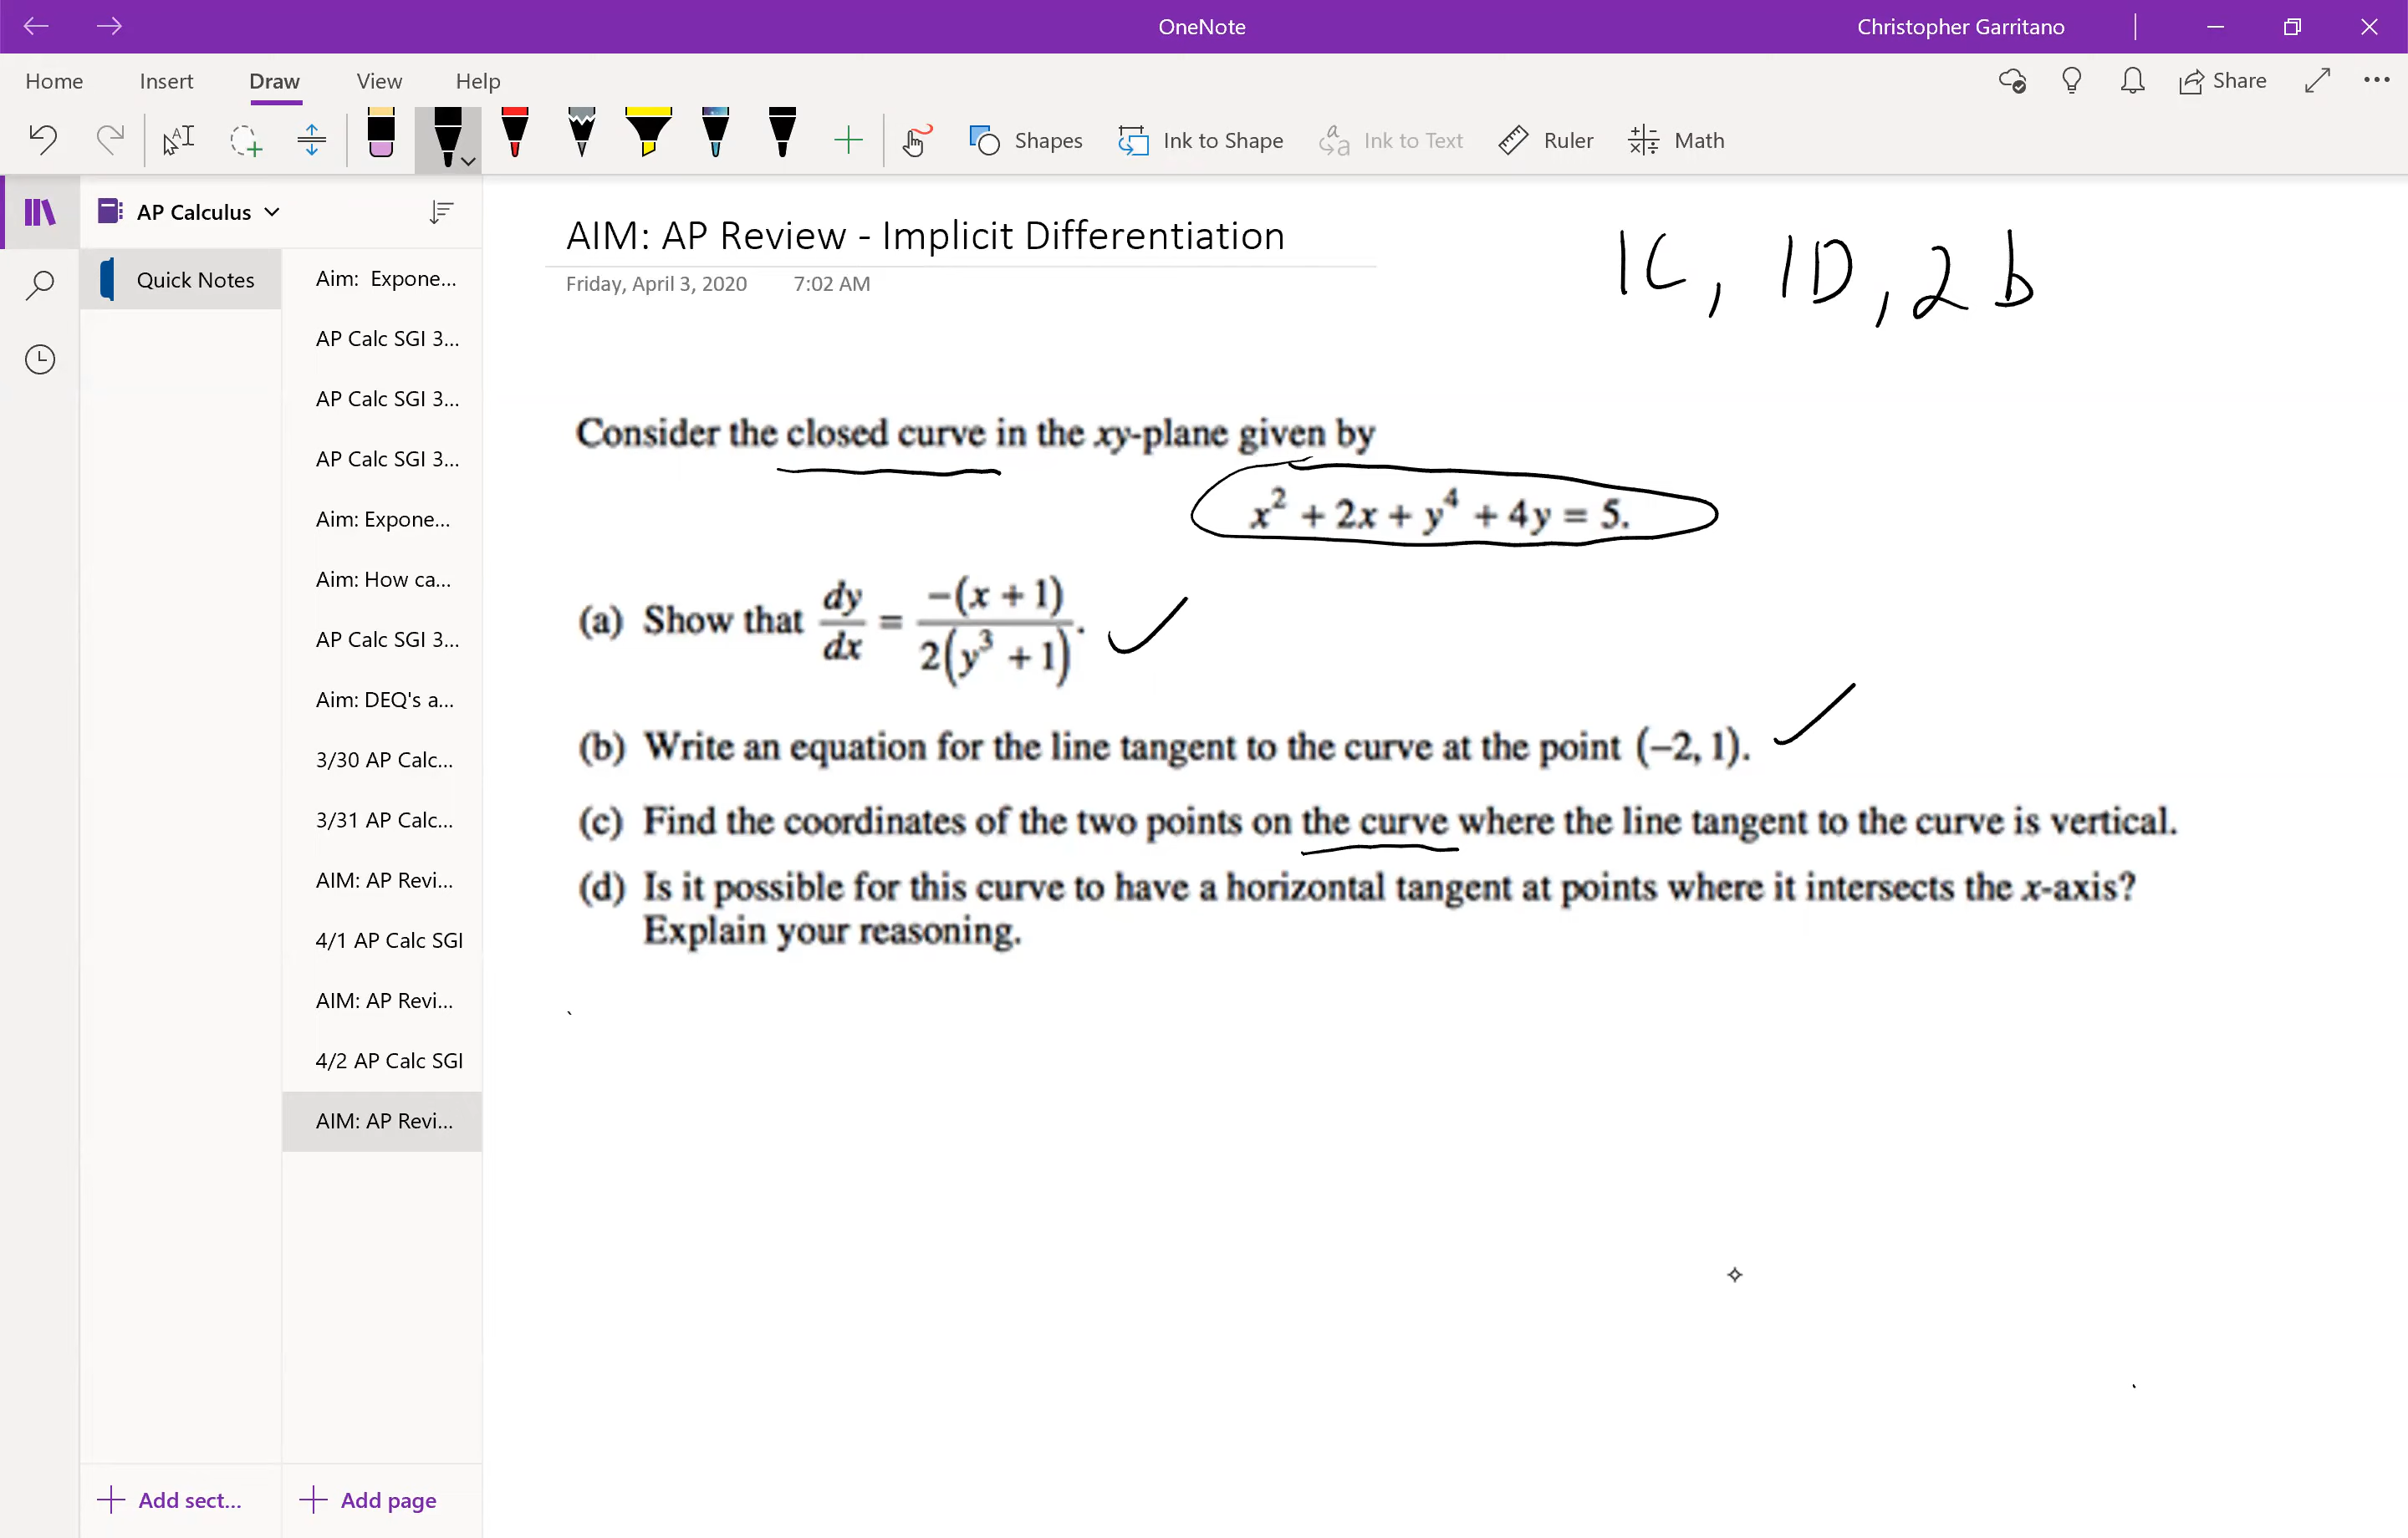 OneNote
Christopher Garritano
Home Insert Draw View Help
Share
Shapes Ink to Shape Ink to Text Ruler Math
AP Calculus
Quick Notes
Aim: Expone...
AP Calc SGI 3...
AP Calc SGI 3...
AP Calc SGI 3...
Aim: Expone...
Aim: How ca...
AP Calc SGI 3...
Aim: DEQ's a...
3/30 AP Calc...
3/31 AP Calc...
AIM: AP Revi...
4/1 AP Calc SGI
AIM: AP Revi...
4/2 AP Calc SGI
AIM: AP Revi...
Add sect...
Add page
AIM: AP Review - Implicit Differentiation
Friday, April 3, 2020 7:02 AM
1C, 1D, 2b
Consider the closed curve in the xy-plane given by
x² + 2x + y⁴ + 4y = 5.
(a) Show that dy/dx = -(x + 1)/2(y³ + 1).
(b) Write an equation for the line tangent to the curve at the point (−2, 1).
(c) Find the coordinates of the two points on the curve where the line tangent to the curve is vertical.
(d) Is it possible for this curve to have a horizontal tangent at points where it intersects the x-axis?
Explain your reasoning.